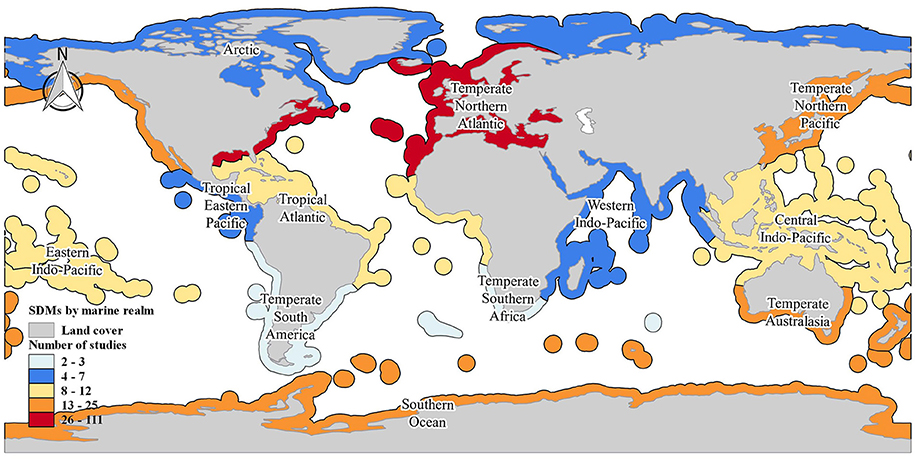 N
Arctic
Temperate
Northern
Atlantic
Temperate
Northern
Pacific
Tropical
Eastern
Pacific
Tropical
Atlantic
Western
Indo-Pacific
Central
Indo-Pacific
Eastern
Indo-Pacific
Temperate
South
America
Temperate
Southern
Africa
Temperate
Australasia
Southern
Ocean
SDMs by marine realm
Land cover
Number of studies
2 - 3
4 - 7
8 - 12
13 - 25
26 - 111